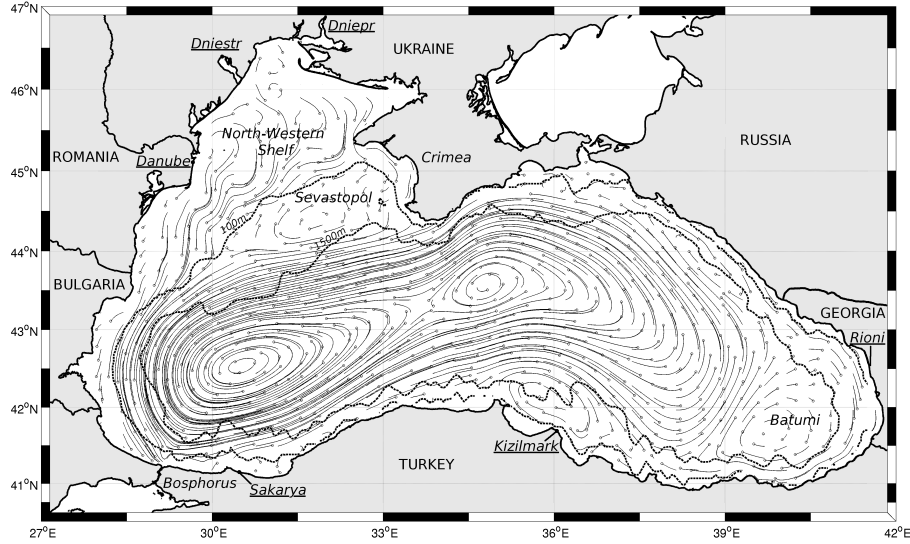 47°N
Dniepr
Dniestr
UKRAINE
46°N
North-Western
Shelf
RUSSIA
ROMANIA
Danube
Crimea
45°N
Sevastopol
100m
1500m
44°N
BULGARIA
GEORGIA
43°N
Rioni
42°N
Batumi
Kizilmark
TURKEY
41°N
Bosphorus
Sakarya
27°E
30°E
33°E
36°E
39°E
42°E